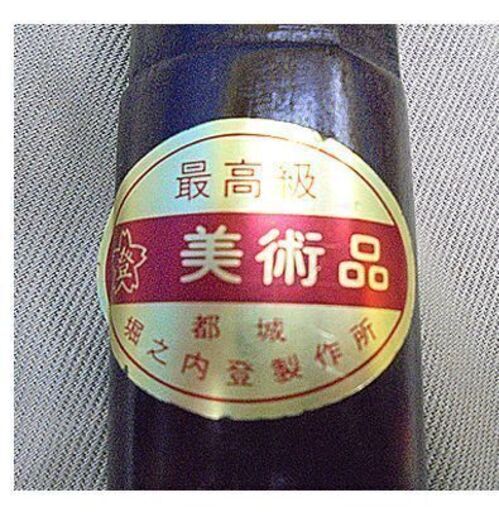 最高級
美術品
都城
堀之内登製作所